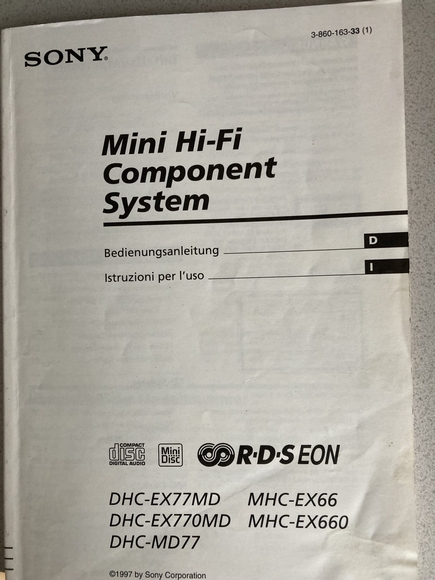 SONY®
3-860-163-33 (1)
Mini Hi-Fi
Component
System
Bedienungsanleitung D
Istruzioni per l'uso I
COMPACT
disc
DIGITAL AUDIO
Mini
Disc
R·D·S EON
DHC-EX77MD MHC-EX66
DHC-EX770MD MHC-EX660
DHC-MD77
©1997 by Sony Corporation